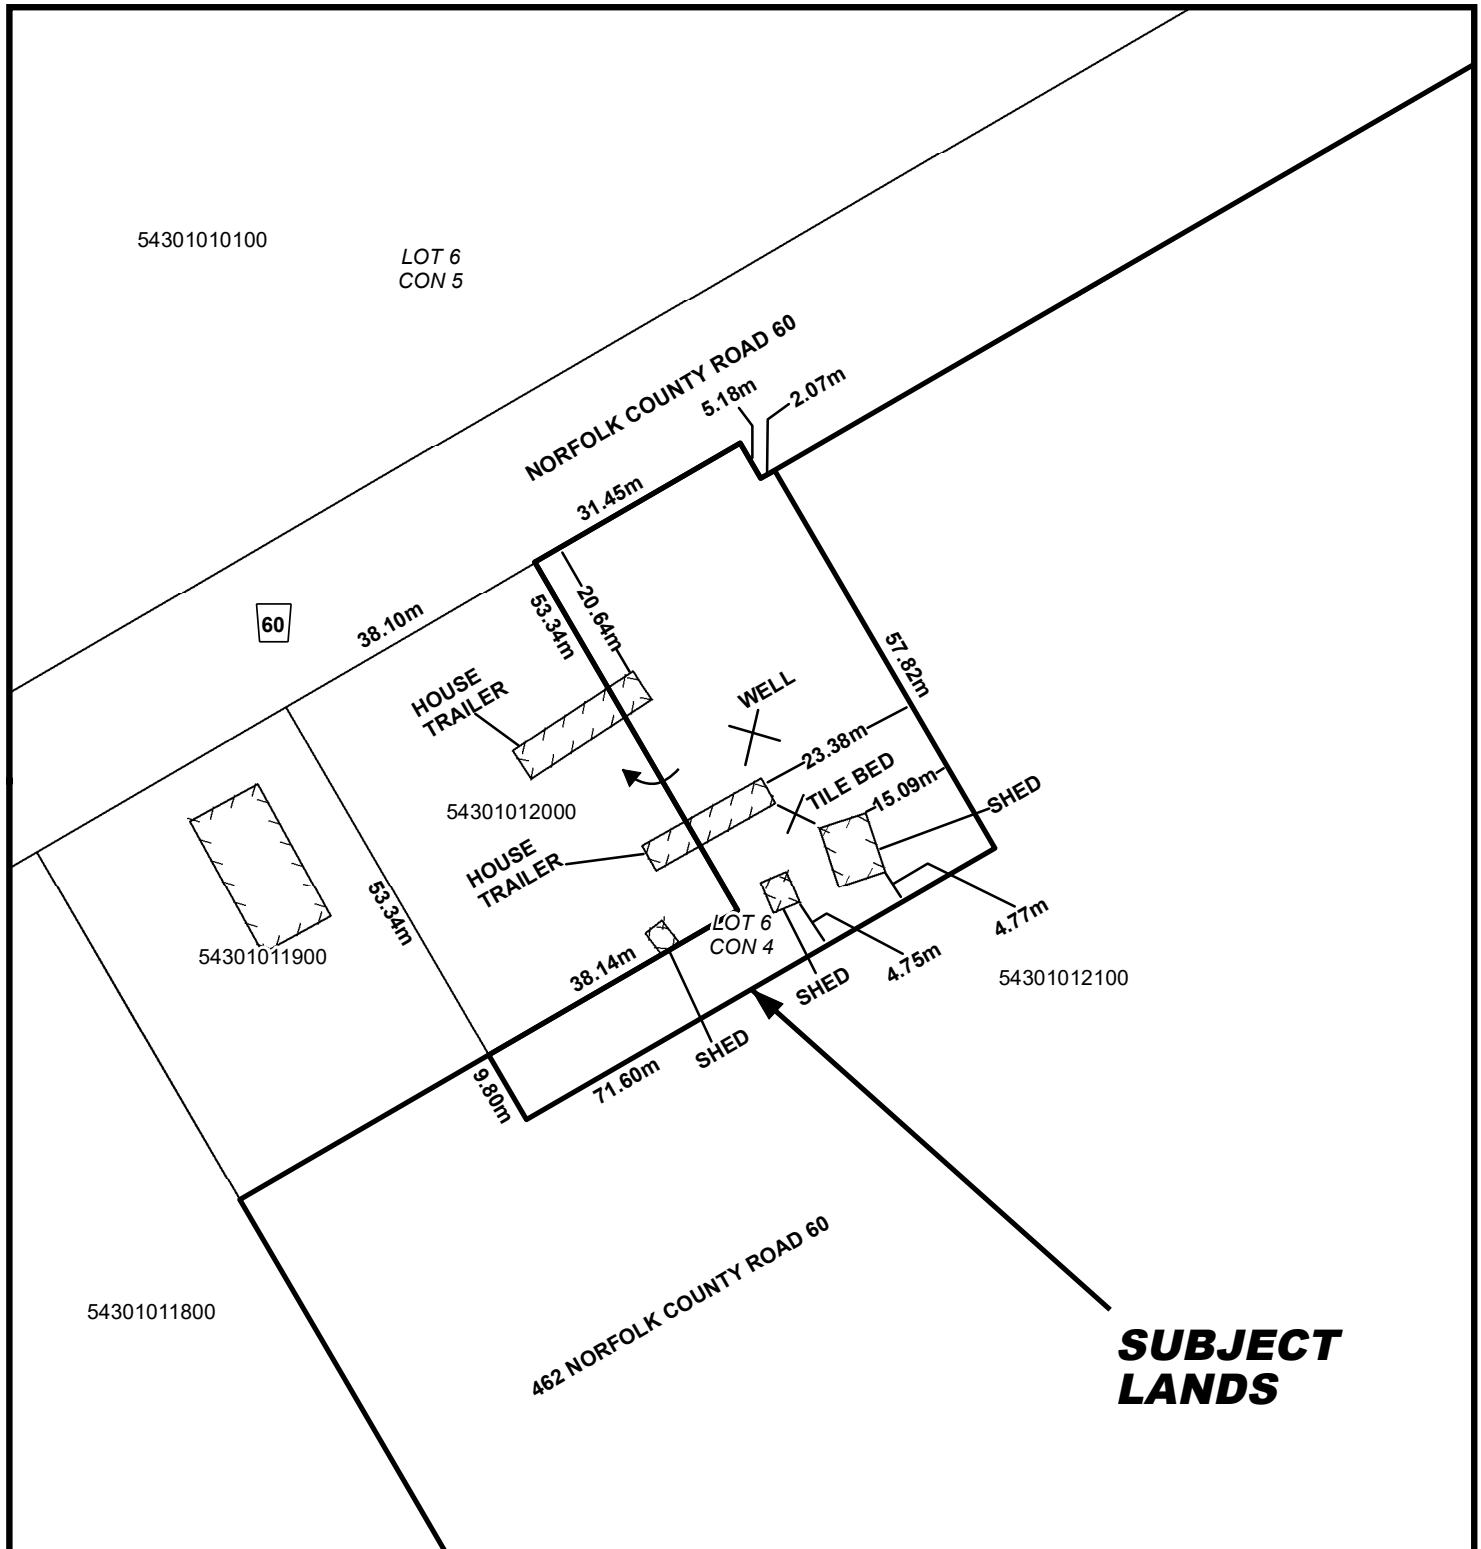 54301010100
LOT 6
CON 5
NORFOLK COUNTY ROAD 60
5.18m
2.07m
31.45m
60
38.10m
53.34m
20.64m
57.82m
HOUSE
TRAILER
WELL
23.38m
TILE BED
15.09m
SHED
54301012000
HOUSE
TRAILER
53.34m
54301011900
LOT 6
CON 4
38.14m
4.77m
4.75m
54301012100
SHED
SHED
9.80m
71.60m
462 NORFOLK COUNTY ROAD 60
54301011800
SUBJECT
LANDS